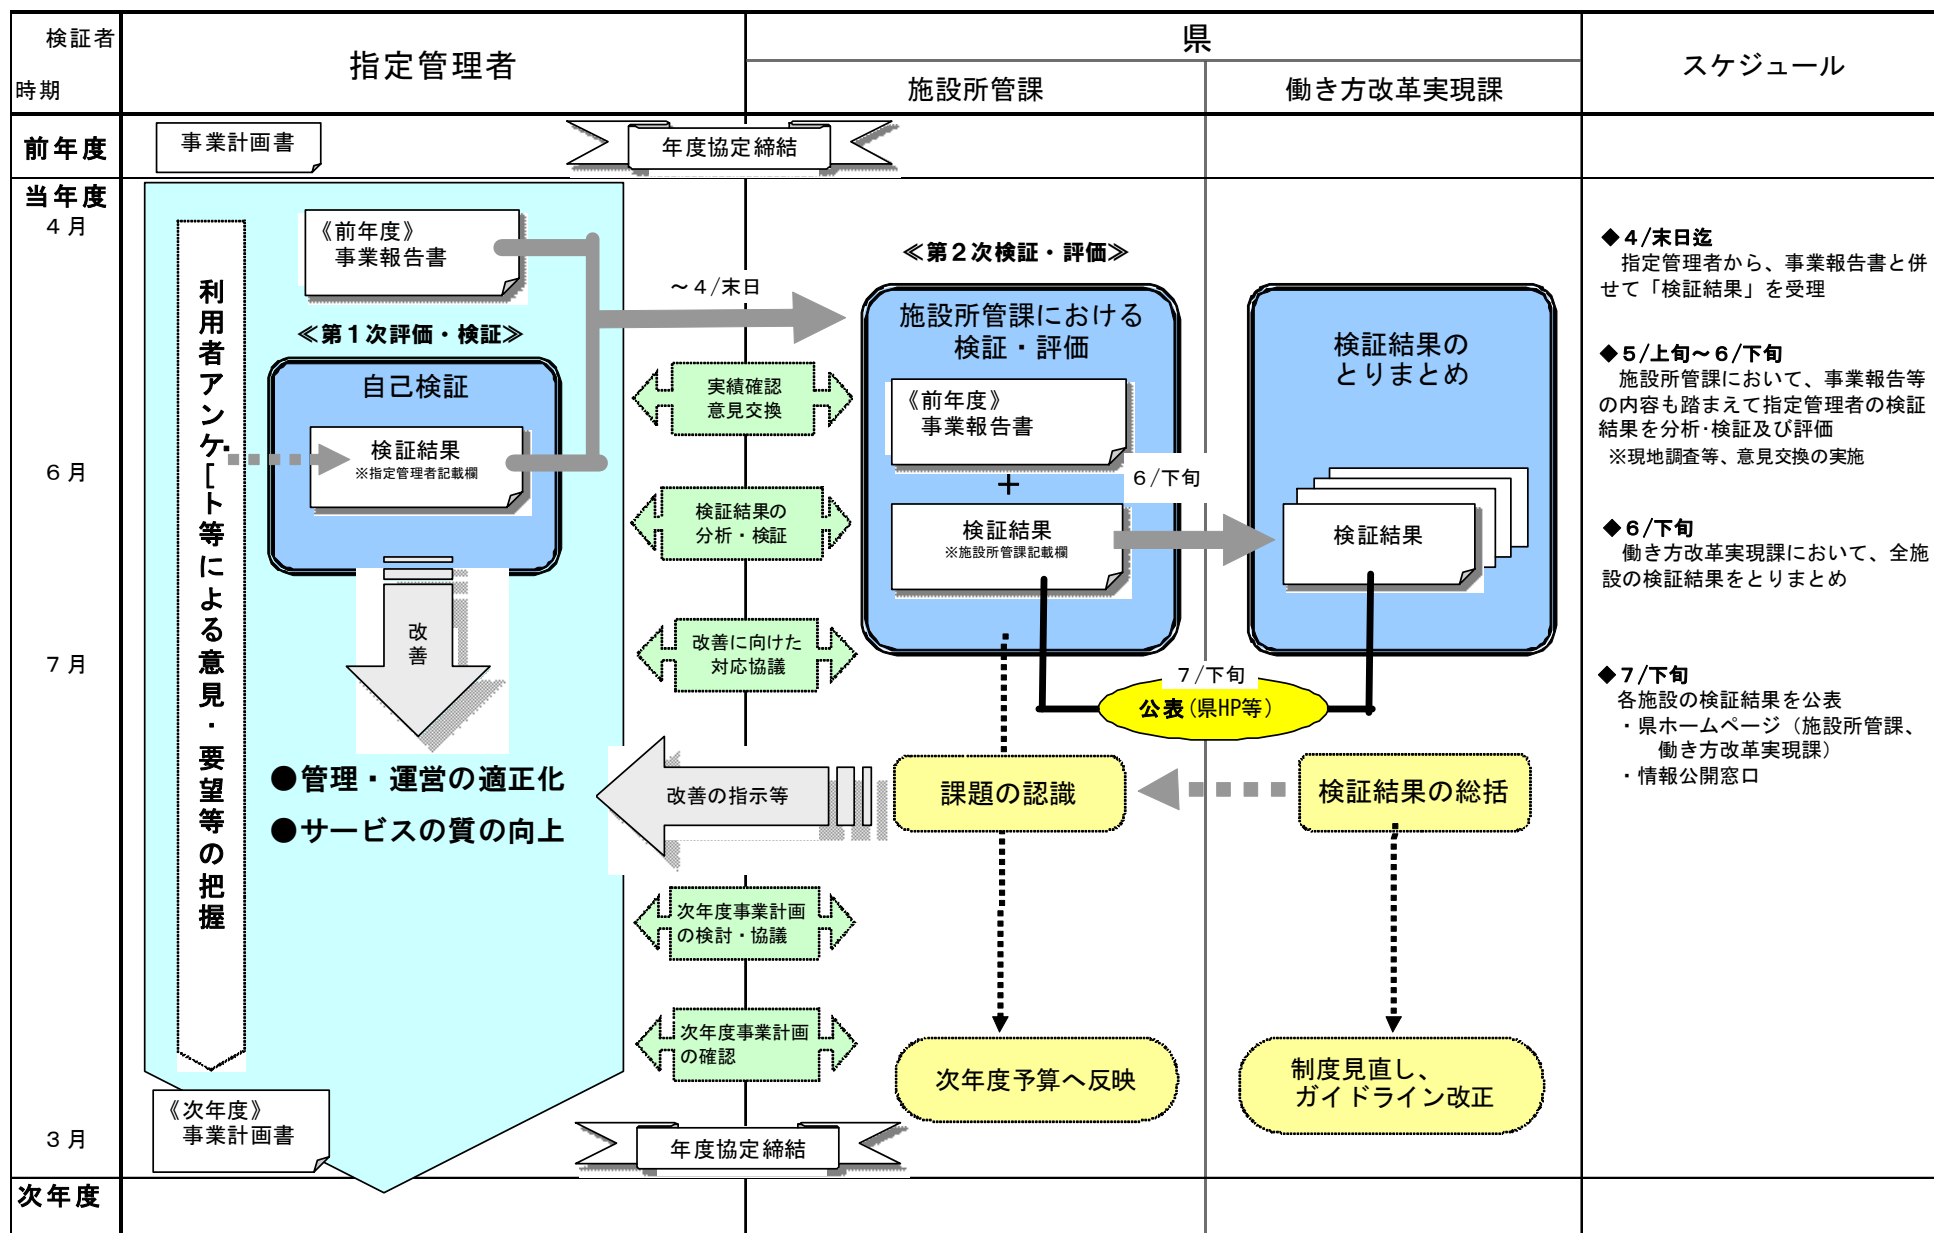 検証者
時期
指定管理者
県
施設所管課
働き方改革実現課
スケジュール
前年度
事業計画書
年度協定締結
当年度
4月
6月
7月
3月
次年度
利用者アンケート等による意見・要望等の把握
《前年度》
事業報告書
≪第1次評価・検証≫
自己検証
検証結果
※指定管理者記載欄
改善
●管理・運営の適正化
●サービスの質の向上
《次年度》
事業計画書
~4/末日
実績確認
意見交換
検証結果の
分析・検証
改善に向けた
対応協議
改善の指示等
次年度事業計画
の検討・協議
次年度事業計画
の確認
年度協定締結
≪第2次検証・評価≫
施設所管課における
検証・評価
《前年度》
事業報告書
+
検証結果
※施設所管課記載欄
6/下旬
検証結果の
とりまとめ
検証結果
7/下旬
公表(県HP等)
課題の認識
検証結果の総括
次年度予算へ反映
制度見直し、
ガイドライン改正
◆4/末日迄
指定管理者から、事業報告書と併
せて「検証結果」を受理
◆5/上旬~6/下旬
施設所管課において、事業報告等
の内容も踏まえて指定管理者の検証
結果を分析・検証及び評価
※現地調査等、意見交換の実施
◆6/下旬
働き方改革実現課において、全施
設の検証結果をとりまとめ
◆7/下旬
各施設の検証結果を公表
・県ホームページ(施設所管課、
働き方改革実現課)
・情報公開窓口